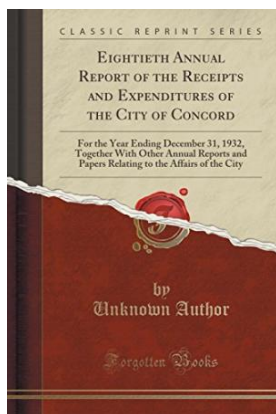 CLASSIC REPRINT SERIES
EIGHTIETH ANNUAL
REPORT OF THE RECEIPTS
AND EXPENDITURES OF
THE CITY OF CONCORD
For the Year Ending December 31, 1932,
Together With Other Annual Reports and
Papers Relating to the Affairs of the City
by
Unknown Author
Forgotten Books